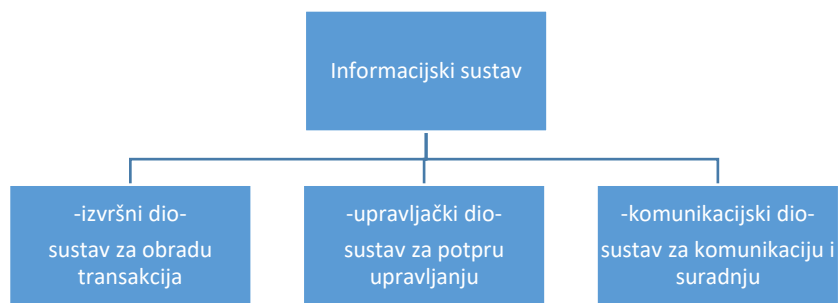 Informacijski sustav
-izvršni dio-
sustav za obradu
transakcija
-upravljački dio-
sustav za potpru
upravljanju
-komunikacijski dio-
sustav za komunikaciju i
suradnju